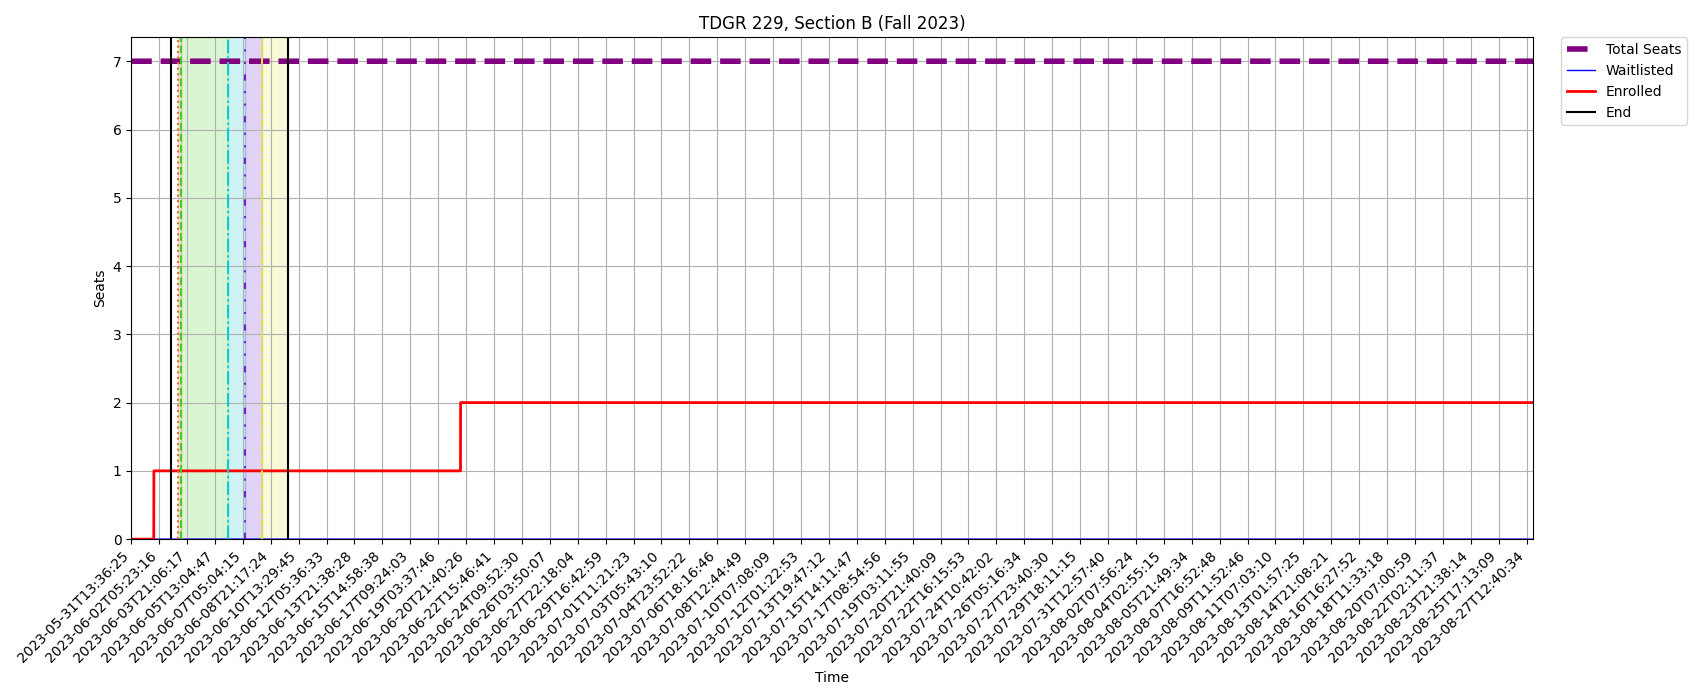 TDGR 229, Section B (Fall 2023)
Total Seats
Waitlisted
Enrolled
End
Seats
7
6
5
4
3
2
1
0
2023-05-31T13:36:25
2023-06-02T05:23:16
2023-06-03T21:06:17
2023-06-05T13:04:47
2023-06-07T05:04:15
2023-06-08T21:17:24
2023-06-10T13:29:45
2023-06-12T05:36:33
2023-06-13T21:38:28
2023-06-15T14:58:38
2023-06-17T09:24:03
2023-06-19T03:37:46
2023-06-20T21:40:26
2023-06-22T15:46:41
2023-06-24T09:52:30
2023-06-26T03:50:07
2023-06-27T22:18:04
2023-06-29T16:42:59
2023-07-01T11:21:23
2023-07-03T05:43:10
2023-07-04T23:52:22
2023-07-06T18:16:46
2023-07-08T12:44:49
2023-07-10T07:08:09
2023-07-12T01:22:53
2023-07-13T19:47:12
2023-07-15T14:11:47
2023-07-17T08:54:56
2023-07-19T03:11:55
2023-07-20T21:40:09
2023-07-22T16:15:53
2023-07-24T10:42:02
2023-07-26T05:16:34
2023-07-27T23:40:30
2023-07-29T18:11:15
2023-07-31T12:57:40
2023-08-02T07:56:24
2023-08-04T02:55:15
2023-08-05T21:49:34
2023-08-07T16:52:48
2023-08-09T11:52:46
2023-08-11T07:03:10
2023-08-13T01:57:25
2023-08-14T21:08:21
2023-08-16T16:27:52
2023-08-18T11:33:18
2023-08-20T07:00:59
2023-08-22T02:11:37
2023-08-23T21:38:14
2023-08-25T17:13:09
2023-08-27T12:40:34
Time